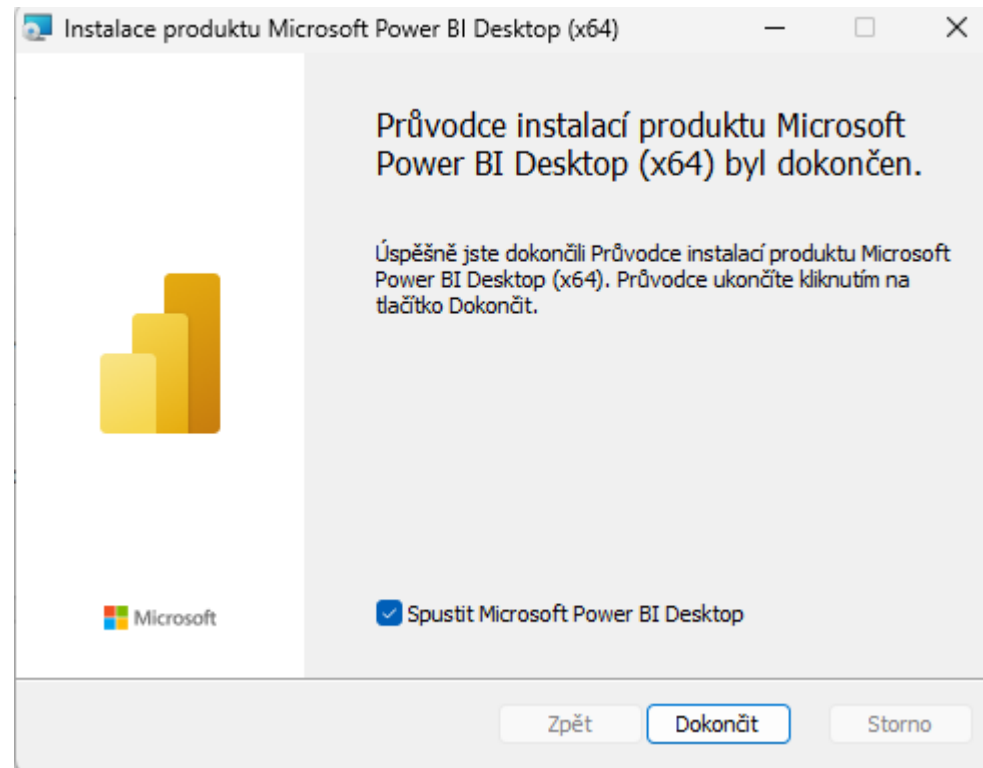 Instalace produktu Microsoft Power BI Desktop (x64)
Průvodce instalací produktu Microsoft
Power BI Desktop (x64) byl dokončen.
Úspěšně jste dokončili Průvodce instalací produktu Microsoft
Power BI Desktop (x64). Průvodce ukončíte kliknutím na
tlačítko Dokončit.
Microsoft
Spustit Microsoft Power BI Desktop
Zpět
Dokončit
Storno